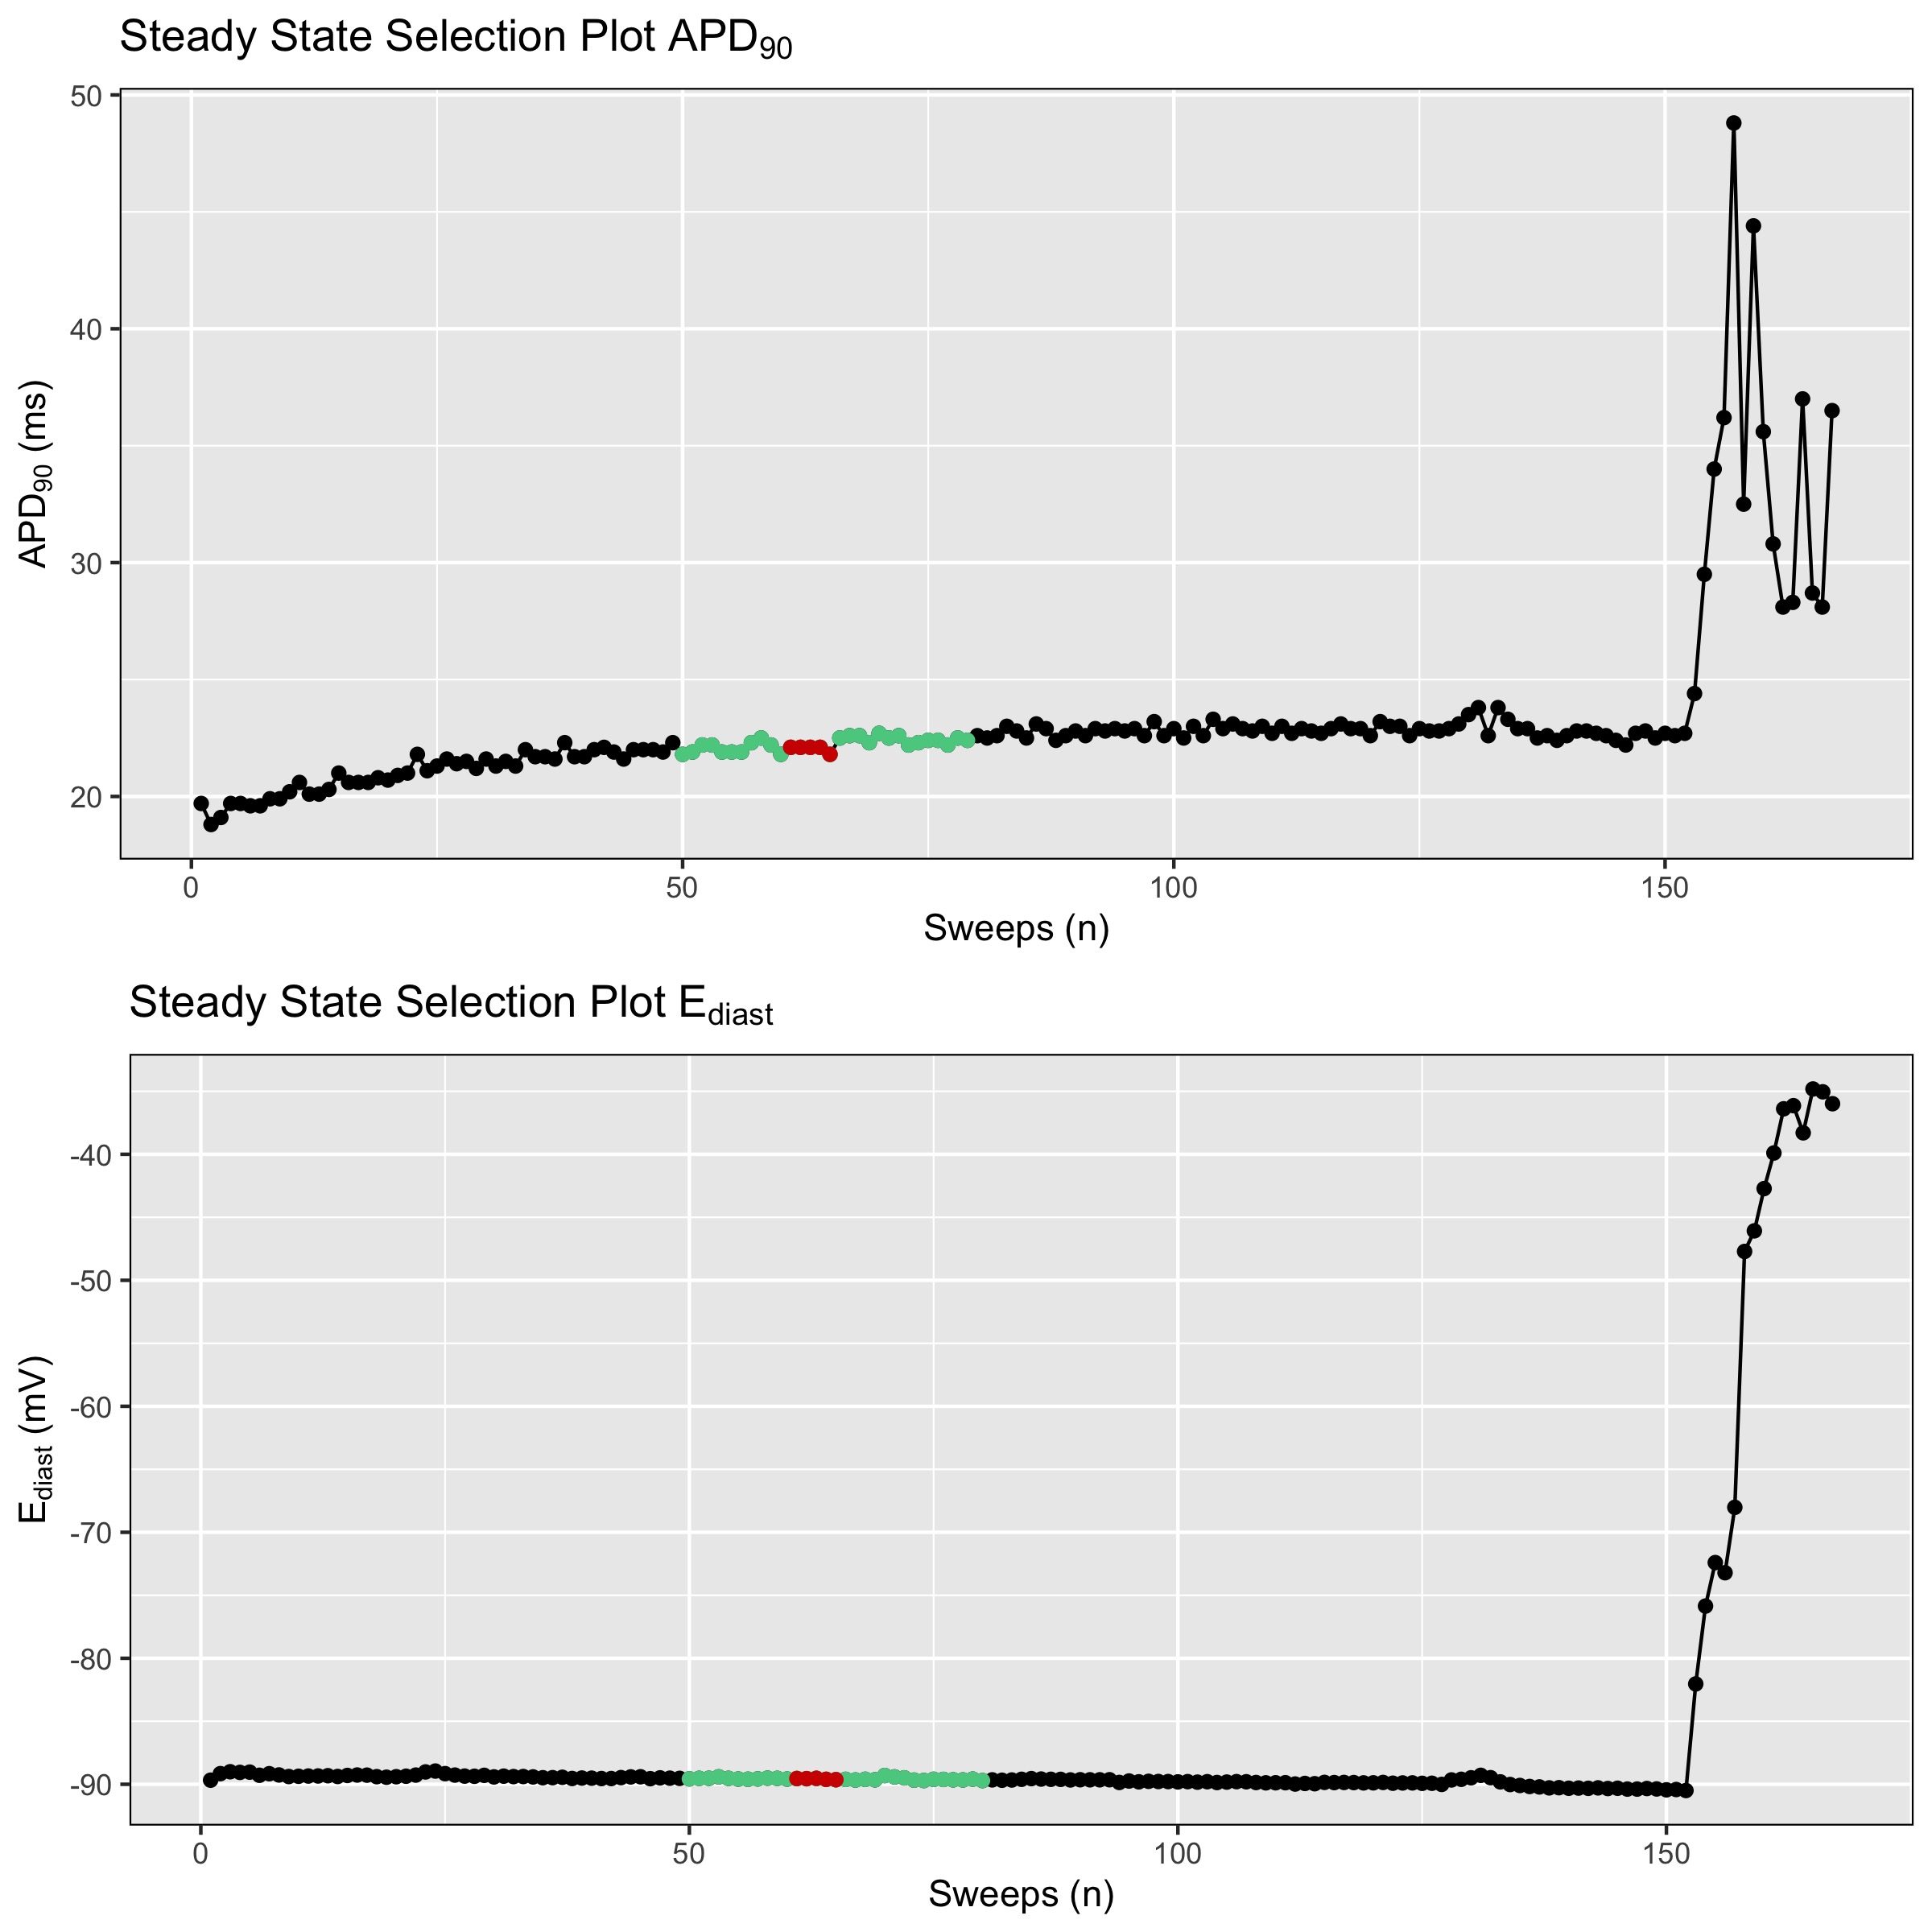 Steady State Selection Plot APD90
50
40
30
20
APD90 (ms)
0 50 100 150
Sweeps (n)
Steady State Selection Plot Ediast
-40
-50
-60
-70
-80
-90
Ediast (mV)
0 50 100 150
Sweeps (n)